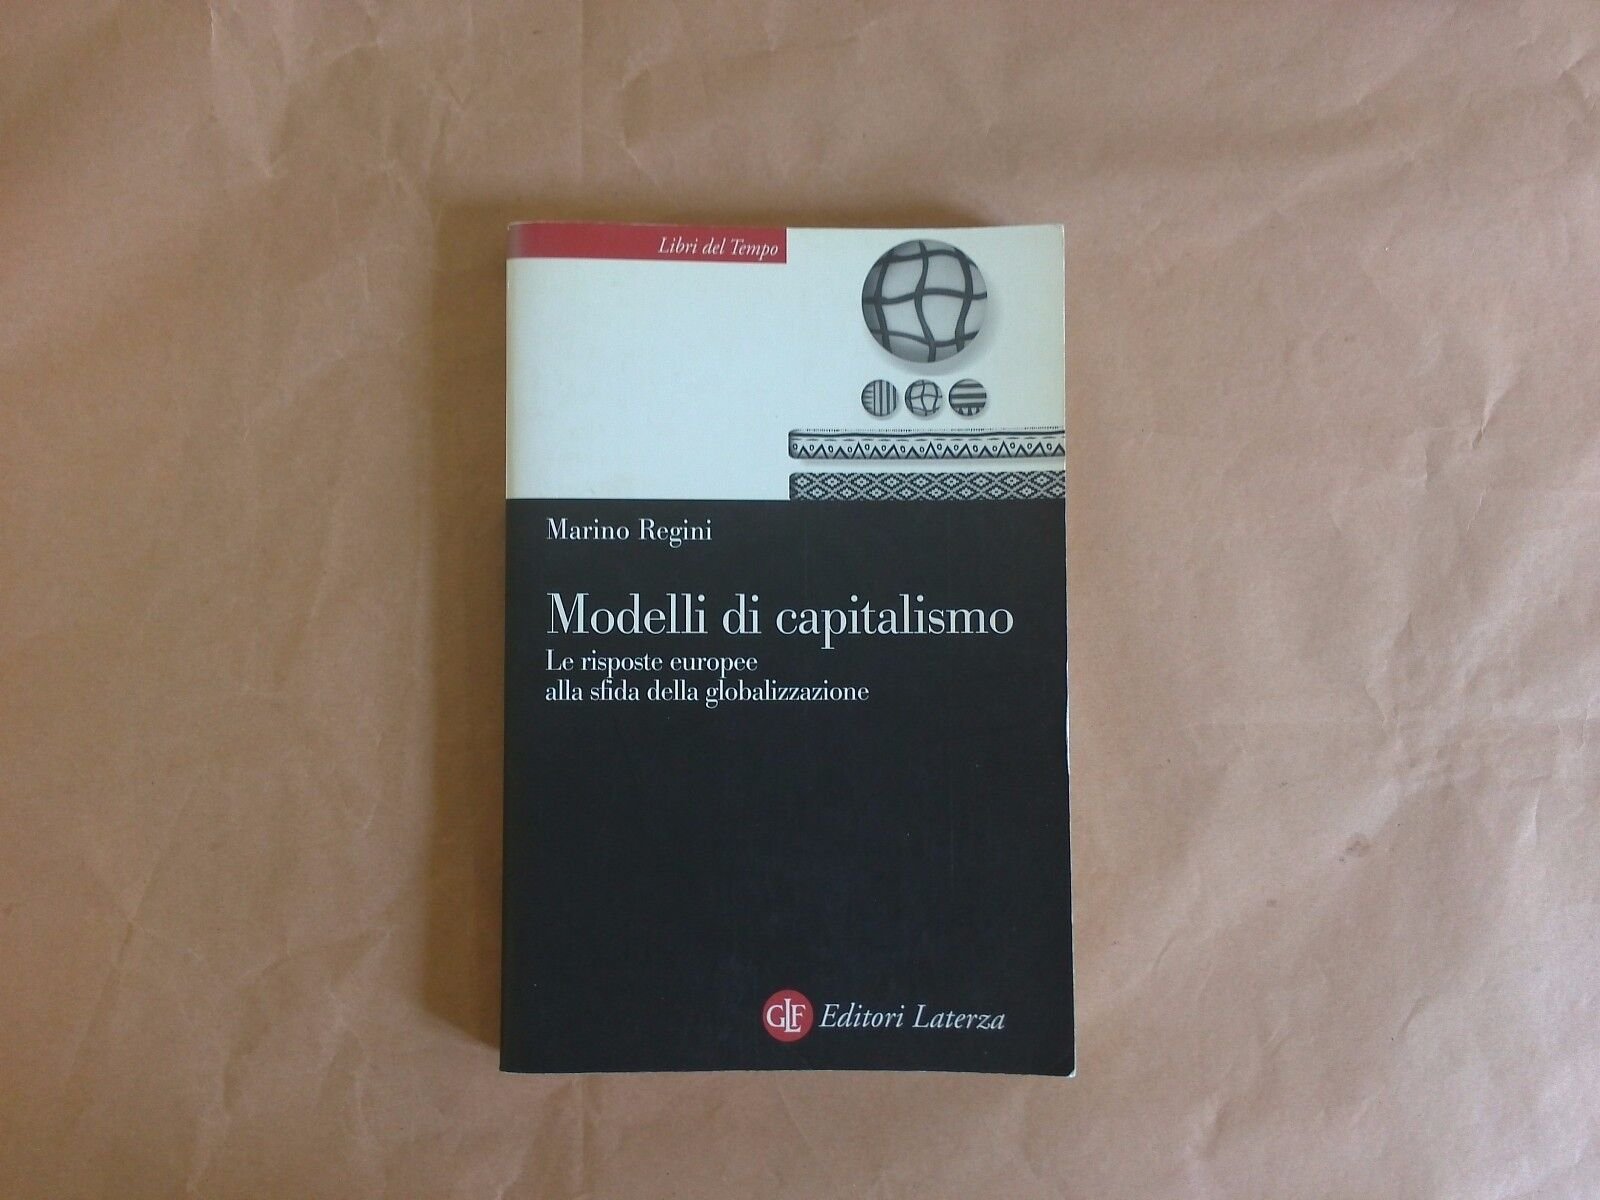 Libri del Tempo
Marino Regini
Modelli di capitalismo
Le risposte europee
alla sfida della globalizzazione
GLF Editori Laterza